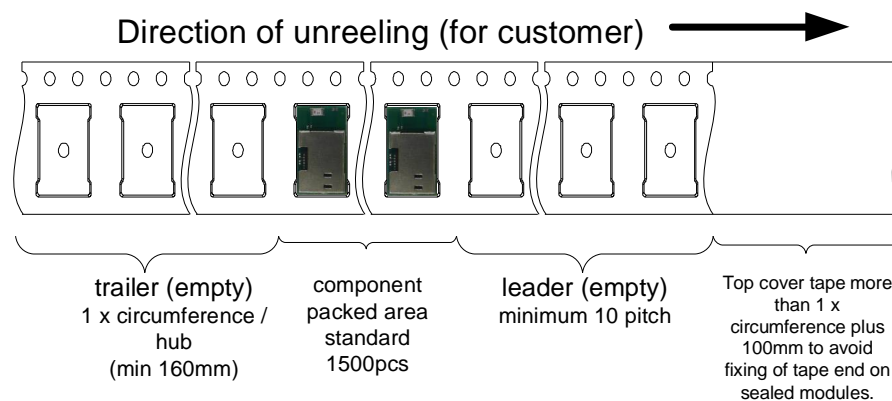 Direction of unreeling (for customer)
trailer (empty)
1 x circumference /
hub
(min 160mm)
component
packed area
standard
1500pcs
leader (empty)
minimum 10 pitch
Top cover tape more
than 1 x
circumference plus
100mm to avoid
fixing of tape end on
sealed modules.